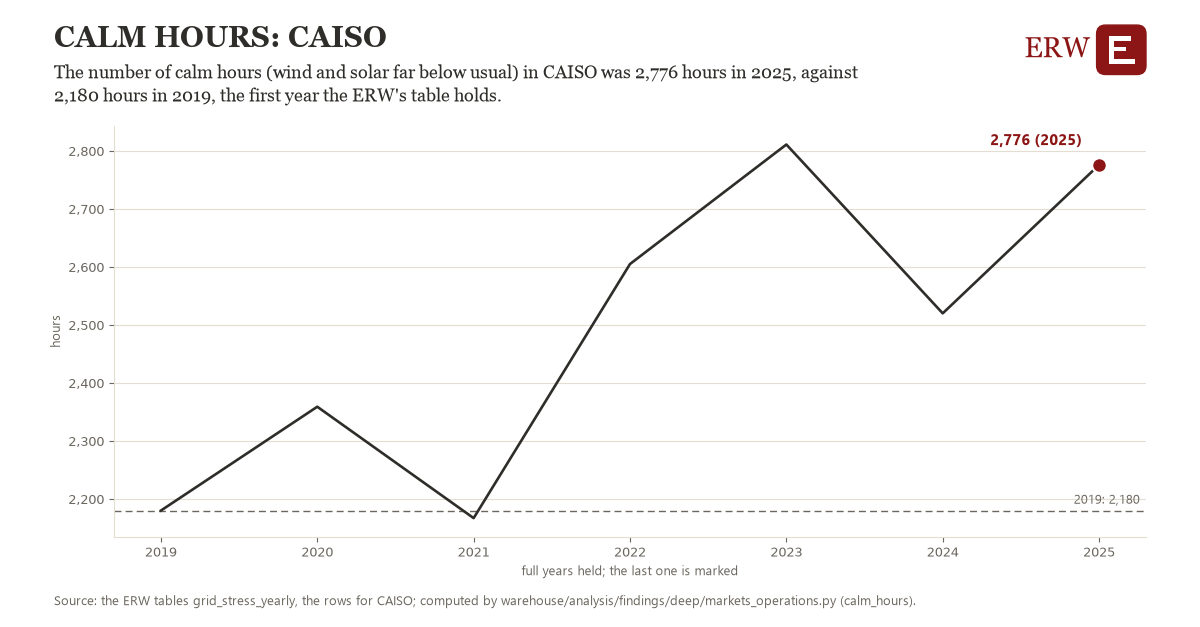 CALM HOURS: CAISO
ERW E
The number of calm hours (wind and solar far below usual) in CAISO was 2,776 hours in 2025, against
2,180 hours in 2019, the first year the ERW's table holds.
2,776 (2025)
2,800
2,700
2,600
2,500
2,400
2,300
2,200
hours
2019: 2,180
2019 2020 2021 2022 2023 2024 2025
full years held; the last one is marked
Source: the ERW tables grid_stress_yearly, the rows for CAISO; computed by warehouse/analysis/findings/deep/markets_operations.py (calm_hours).